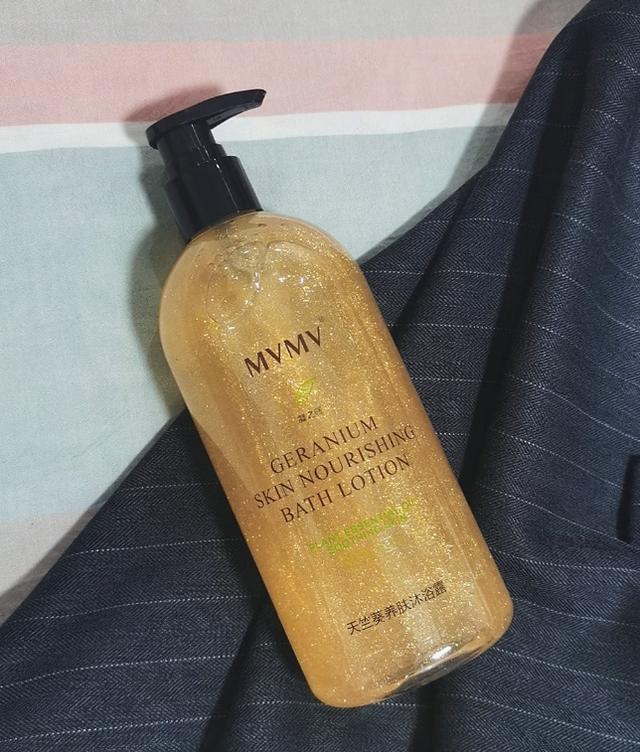 MVMV®
GERANIUM
SKIN NOURISHING
BATH LOTION
天竺葵养肤沐浴露